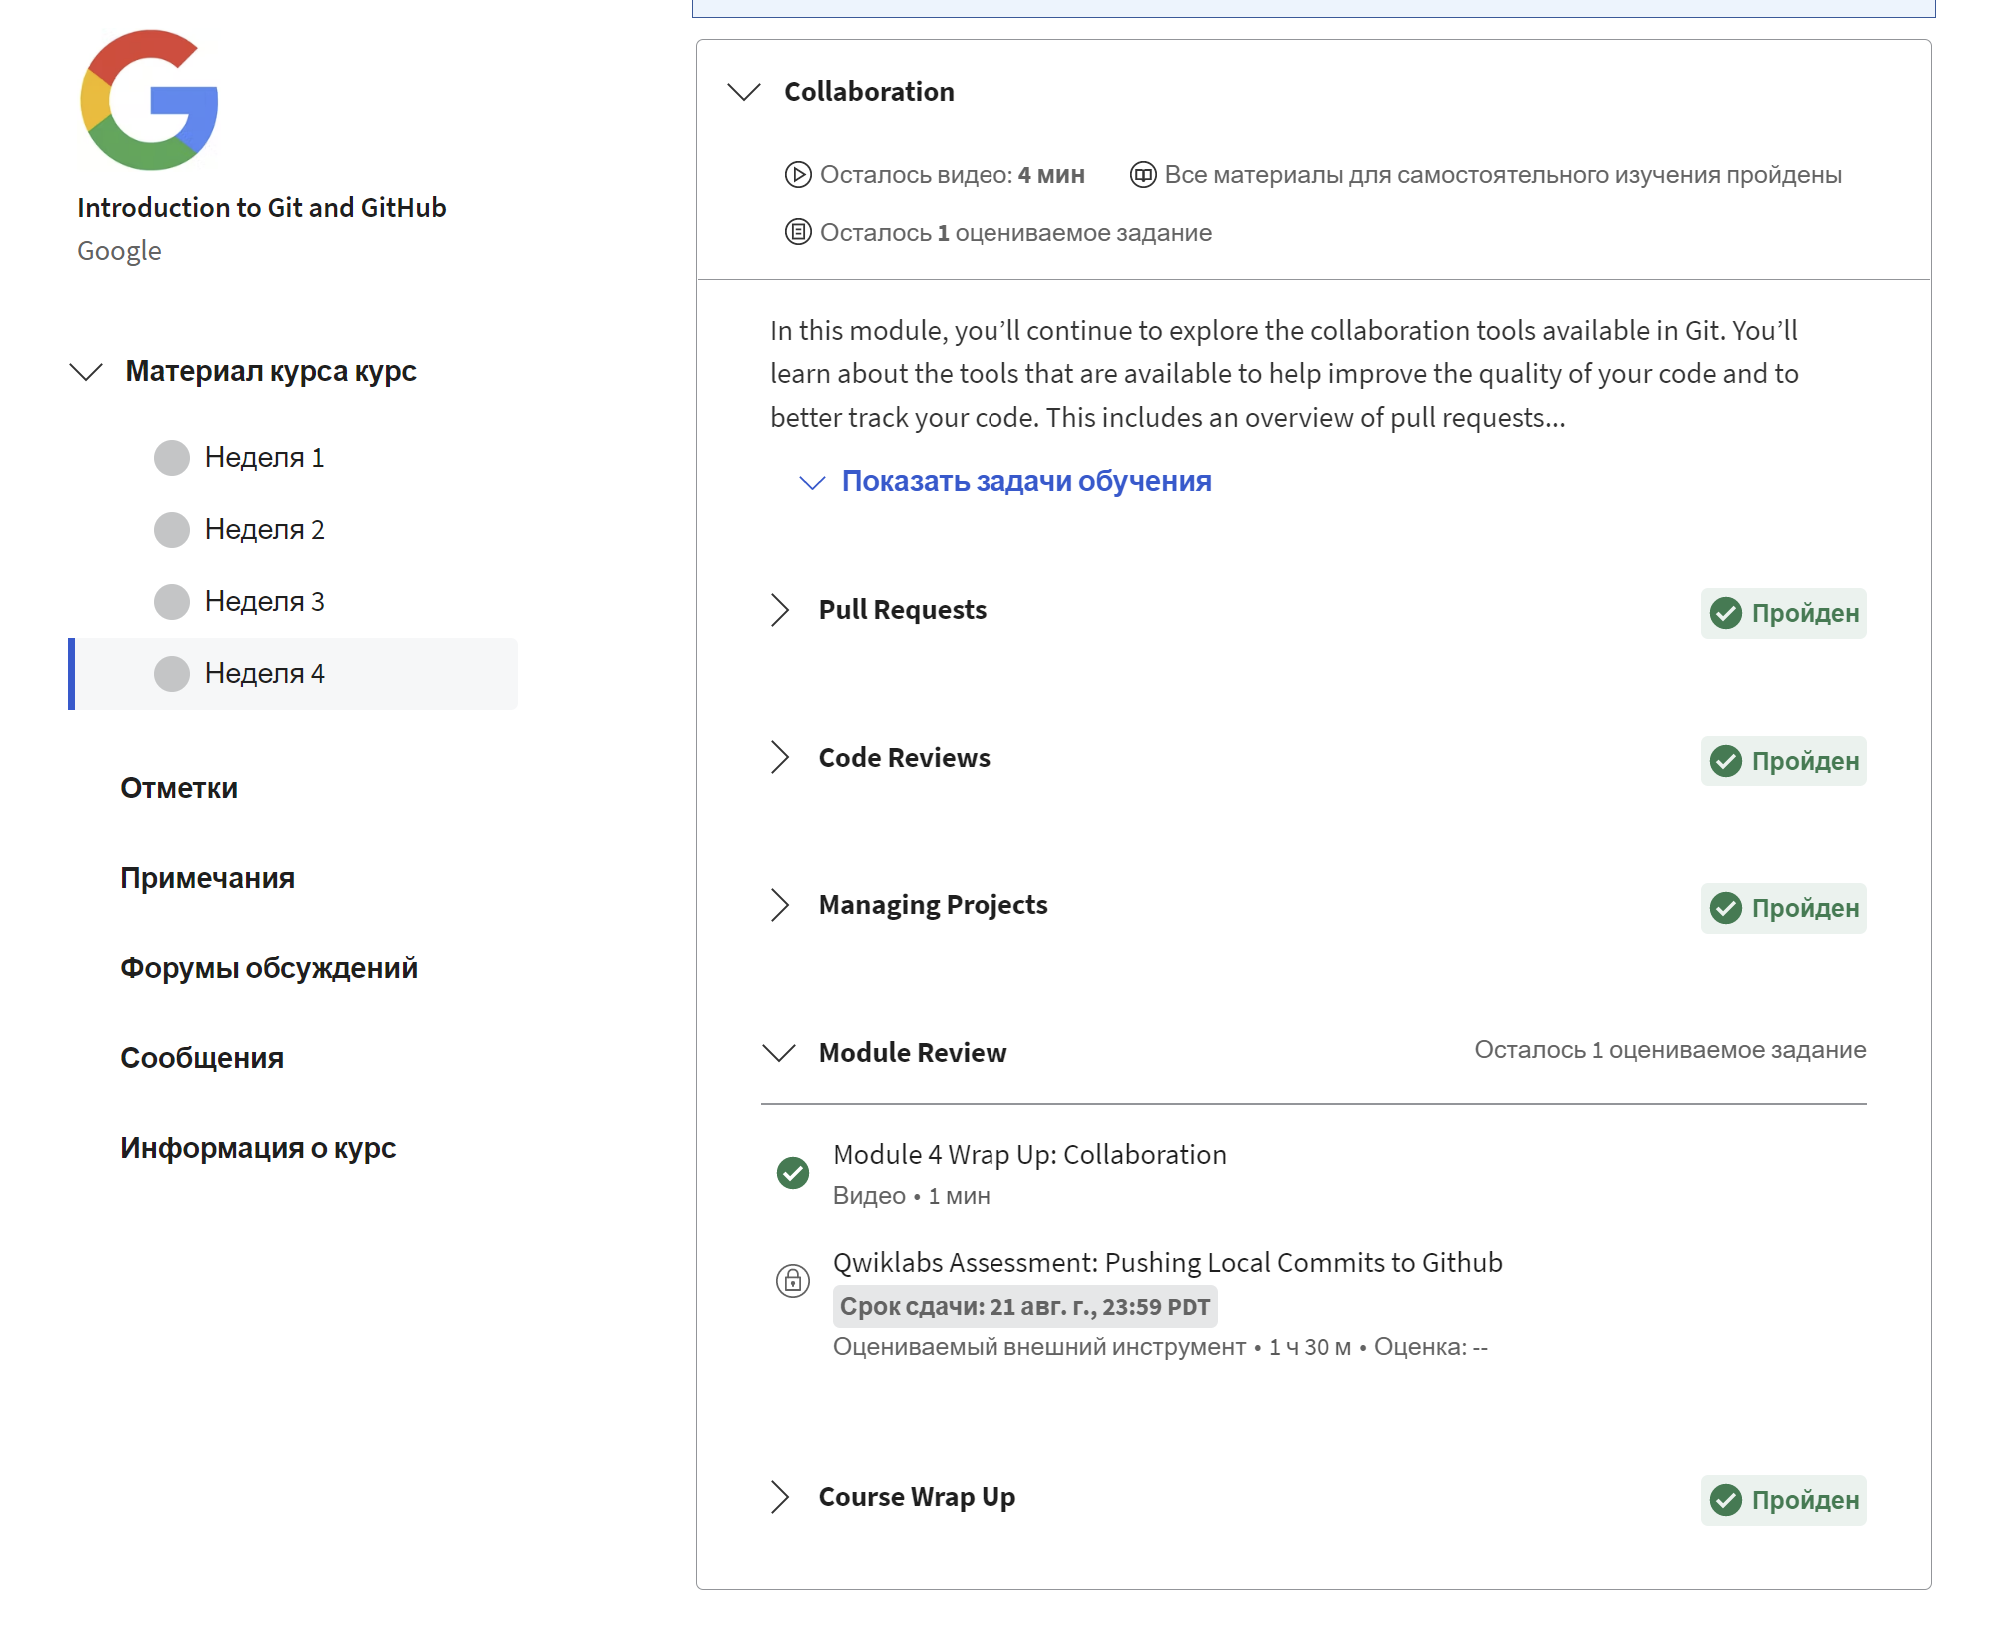 Introduction to Git and GitHub
Google
Материал курса курс
Неделя 1
Неделя 2
Неделя 3
Неделя 4
Отметки
Примечания
Форумы обсуждений
Сообщения
Информация о курс
Collaboration
Осталось видео: 4 мин
Все материалы для самостоятельного изучения пройдены
Осталось 1 оцениваемое задание
In this module, you’ll continue to explore the collaboration tools available in Git. You’ll
learn about the tools that are available to help improve the quality of your code and to
better track your code. This includes an overview of pull requests...
Показать задачи обучения
Pull Requests
Пройден
Code Reviews
Пройден
Managing Projects
Пройден
Module Review
Осталось 1 оцениваемое задание
Module 4 Wrap Up: Collaboration
Видео • 1 мин
Qwiklabs Assessment: Pushing Local Commits to Github
Срок сдачи: 21 авг. г., 23:59 PDT
Оцениваемый внешний инструмент • 1 ч 30 м • Оценка: --
Course Wrap Up
Пройден